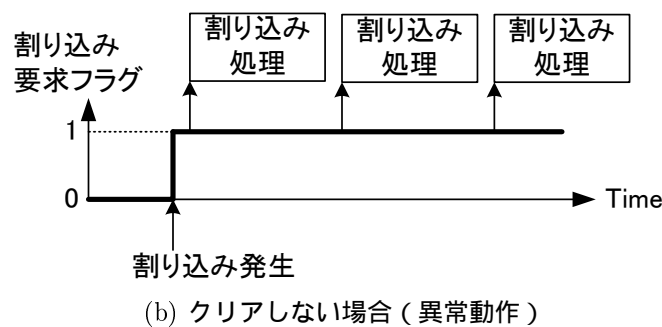 割り込み
要求フラグ
割り込み
処理
割り込み
処理
割り込み
処理
1
0
Time
割り込み発生
(b) クリアしない場合 ( 異常動作 )